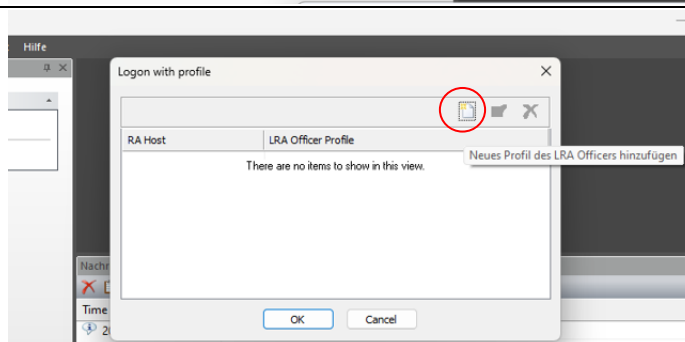 Hilfe
Logon with profile
RA Host LRA Officer Profile
Neues Profil des LRA Officers hinzufügen
There are no items to show in this view.
Time
OK Cancel